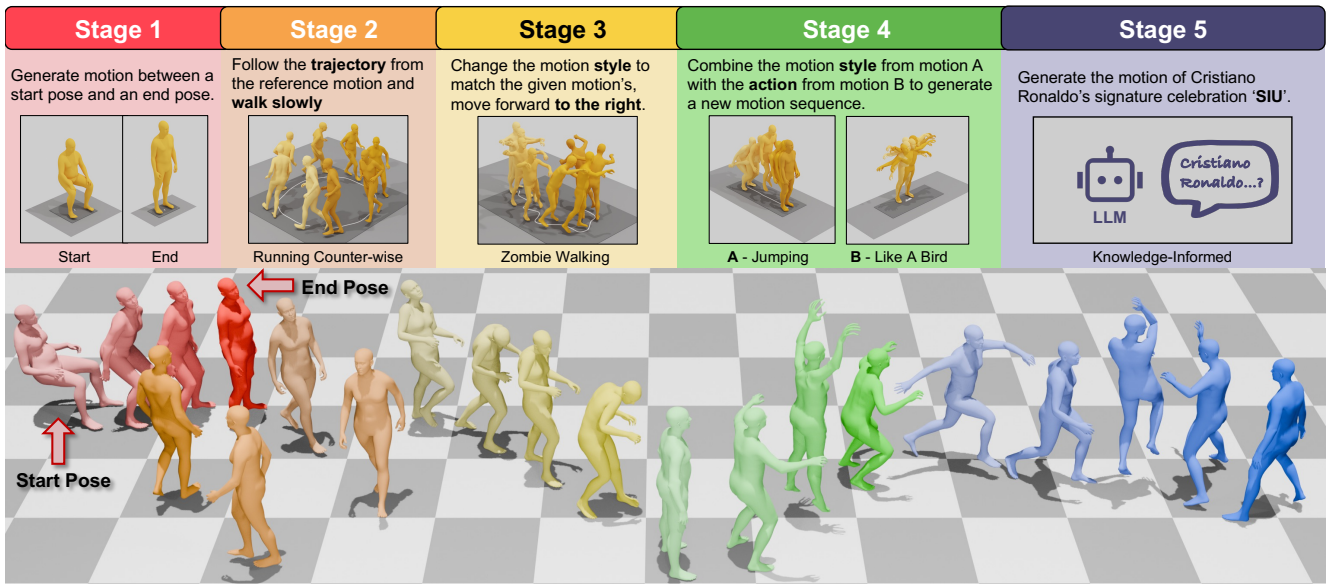 Stage 1
Stage 2
Stage 3
Stage 4
Stage 5
Generate motion between a
start pose and an end pose.
Follow the trajectory from
the reference motion and
walk slowly
Change the motion style to
match the given motion's,
move forward to the right.
Combine the motion style from motion A
with the action from motion B to generate
a new motion sequence.
Generate the motion of Cristiano
Ronaldo's signature celebration 'SIU'.
Cristiano
Ronaldo...?
LLM
Start
End
Running Counter-wise
Zombie Walking
A - Jumping
B - Like A Bird
Knowledge-Informed
End Pose
Start Pose